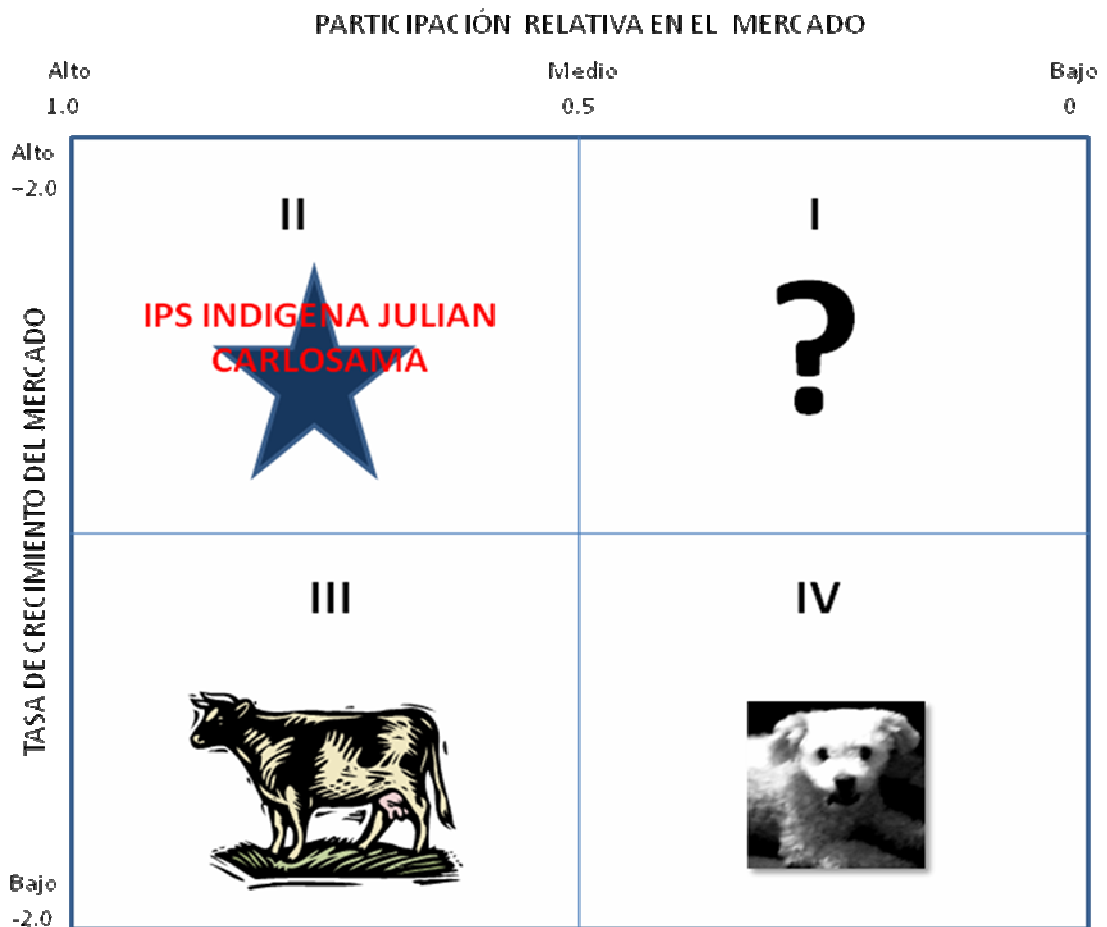 PARTICIPACIÓN RELATIVA EN EL MERCADO
Alto Medio Bajo
1.0 0.5 0
Alto
–2.0
II I
IPS INDIGENA JULIAN
CARLOSAMA
?
TASA DE CRECIMIENTO DEL MERCADO
III IV
Bajo
-2.0